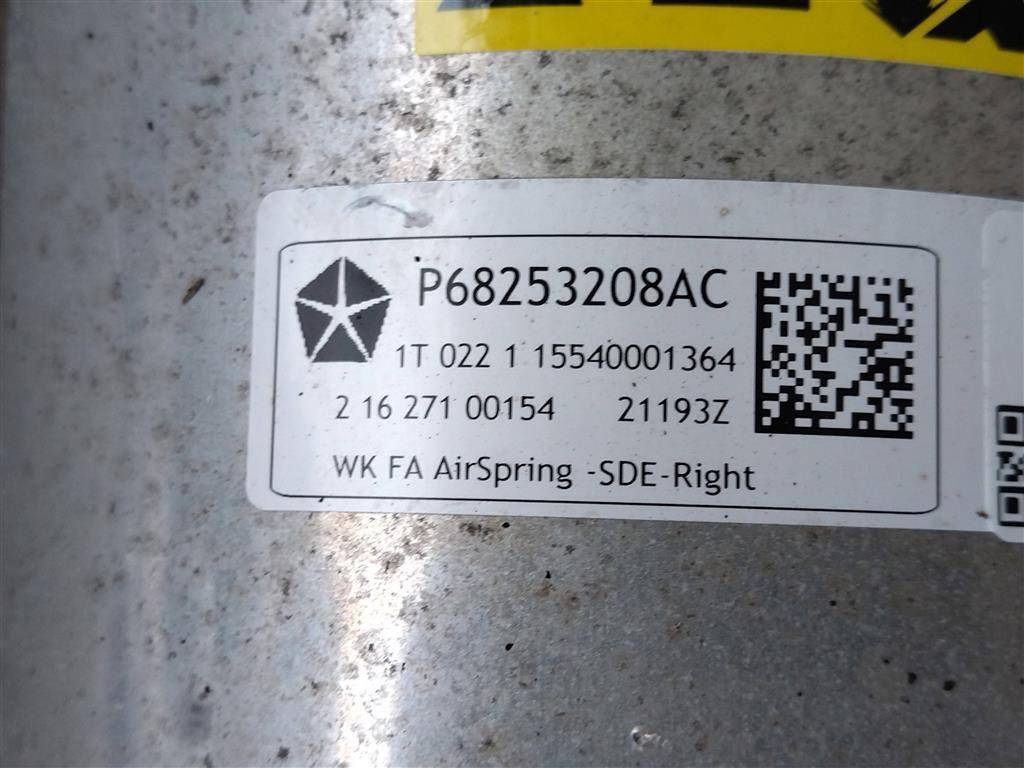 P68253208AC
1T 022 1 15540001364
2 16 271 00154 21193Z
WK FA AirSpring -SDE-Right